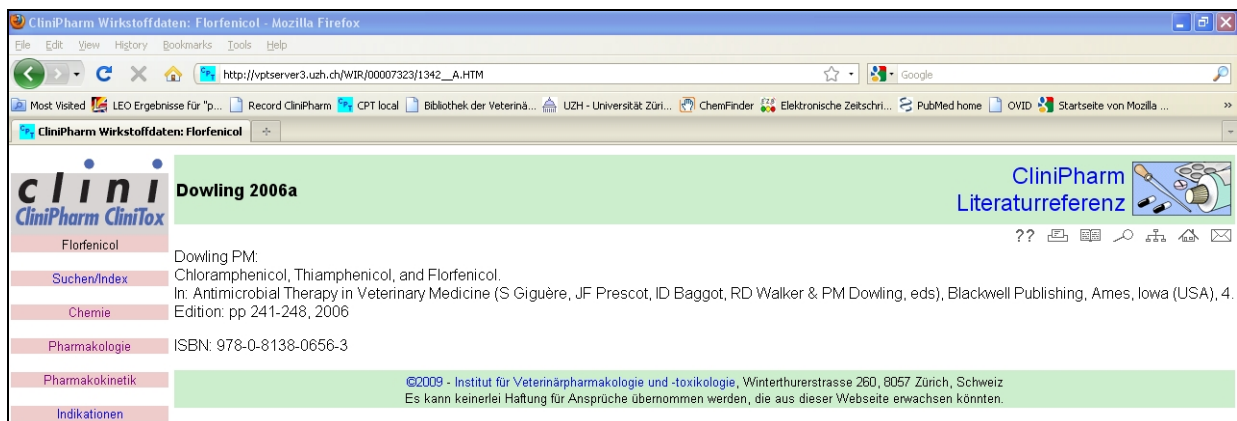 CliniPharm Wirkstoffdaten: Florfenicol - Mozilla Firefox
File Edit View History Bookmarks Tools Help
http://vptserver3.uzh.ch/WIR/00007323/1342__A.HTM
Google
Most Visited LEO Ergebnisse für "p... Record CliniPharm CPT local Bibliothek der Veterinä... UZH - Universität Züri... ChemFinder Elektronische Zeitschri... PubMed home OVID Startseite von Mozilla ... »
CliniPharm Wirkstoffdaten: Florfenicol
clini
CliniPharm CliniTox
Dowling 2006a
CliniPharm
Literaturreferenz
??
Florfenicol
Suchen/Index
Chemie
Pharmakologie
Pharmakokinetik
Indikationen
Dowling PM:
Chloramphenicol, Thiamphenicol, and Florfenicol.
In: Antimicrobial Therapy in Veterinary Medicine (S Giguère, JF Prescot, ID Baggot, RD Walker & PM Dowling, eds), Blackwell Publishing, Ames, Iowa (USA), 4.
Edition: pp 241-248, 2006
ISBN: 978-0-8138-0656-3
©2009 - Institut für Veterinärpharmakologie und -toxikologie, Winterthurerstrasse 260, 8057 Zürich, Schweiz
Es kann keinerlei Haftung für Ansprüche übernommen werden, die aus dieser Webseite erwachsen könnten.